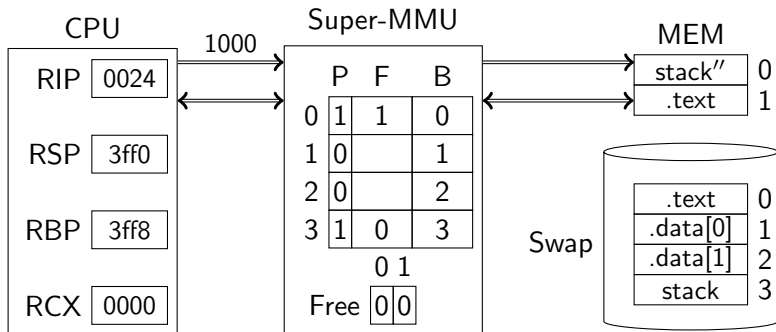 CPU
RIP 0024
RSP 3ff0
RBP 3ff8
RCX 0000
1000
Super-MMU
P F B
0 1 1 0
1 0 1
2 0 2
3 1 0 3
0 1
Free 0 0
MEM
stack″ 0
.text 1
Swap
.text 0
.data[0] 1
.data[1] 2
stack 3